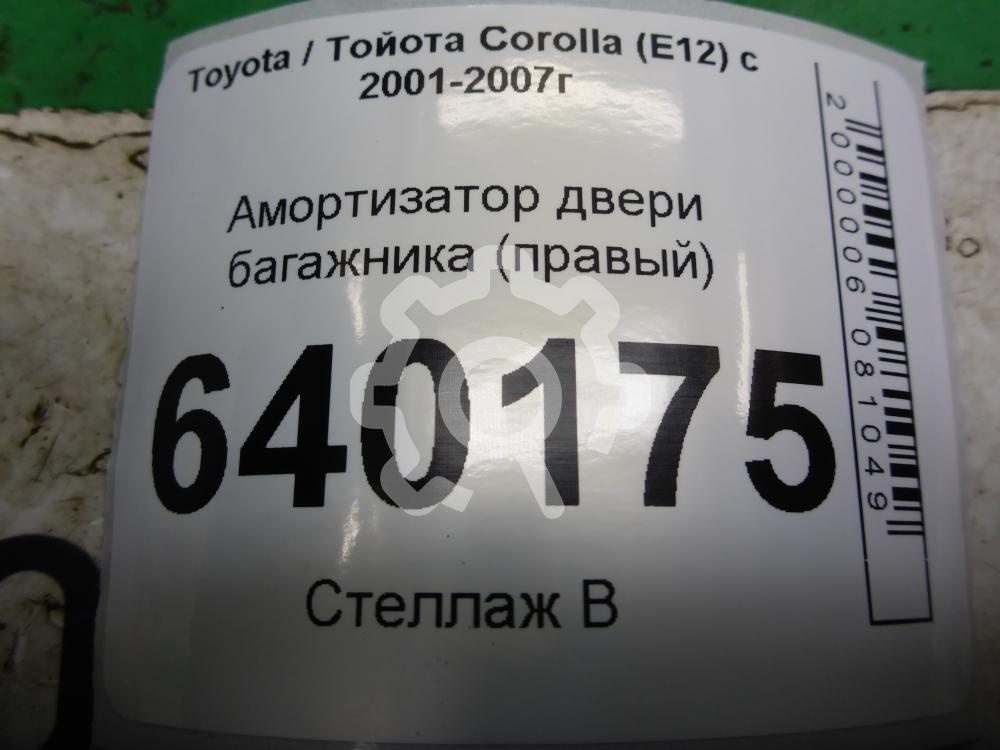 Toyota / Тойота Corolla (E12) с
2001-2007г
Амортизатор двери
багажника (правый)
640175
Стеллаж В
2000006081049